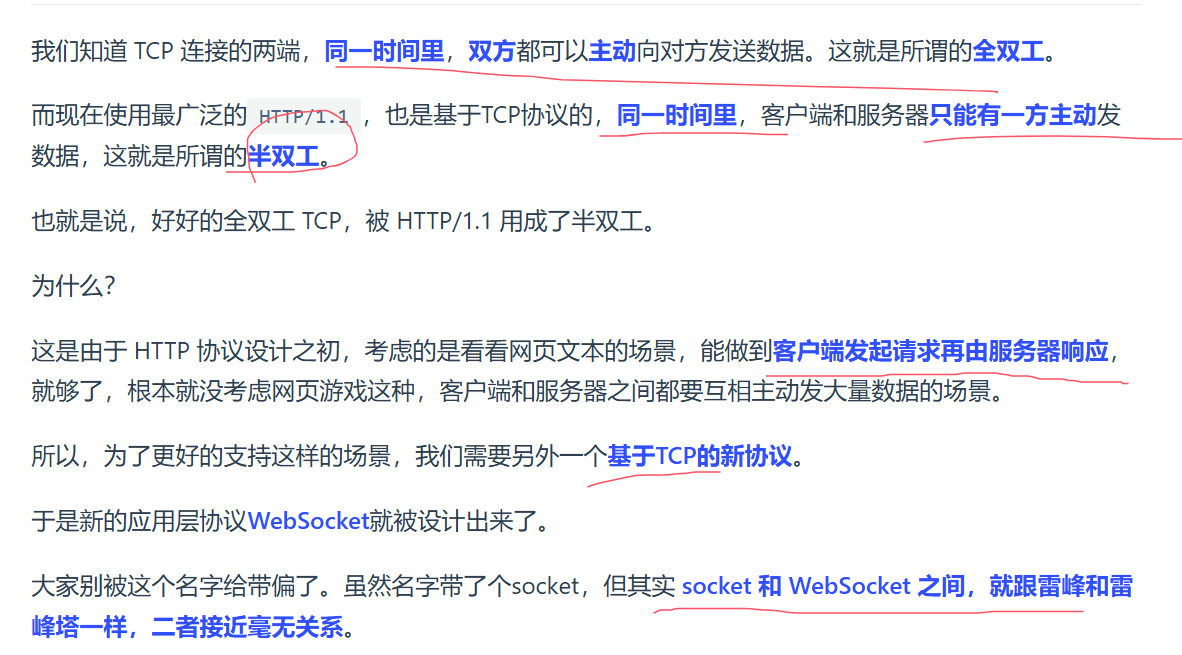 我们知道 TCP 连接的两端，同一时间里，双方都可以主动向对方发送数据。这就是所谓的全双工。
而现在使用最广泛的 HTTP/1.1 ，也是基于TCP协议的，同一时间里，客户端和服务器只能有一方主动发
数据，这就是所谓的半双工。
也就是说，好好的全双工 TCP，被 HTTP/1.1 用成了半双工。
为什么？
这是由于 HTTP 协议设计之初，考虑的是看看网页文本的场景，能做到客户端发起请求再由服务器响应，
就够了，根本就没考虑网页游戏这种，客户端和服务器之间都要互相主动发大量数据的场景。
所以，为了更好的支持这样的场景，我们需要另外一个基于TCP的新协议。
于是新的应用层协议WebSocket就被设计出来了。
大家别被这个名字给带偏了。虽然名字带了个socket，但其实 socket 和 WebSocket 之间，就跟雷峰和雷
峰塔一样，二者接近毫无关系。